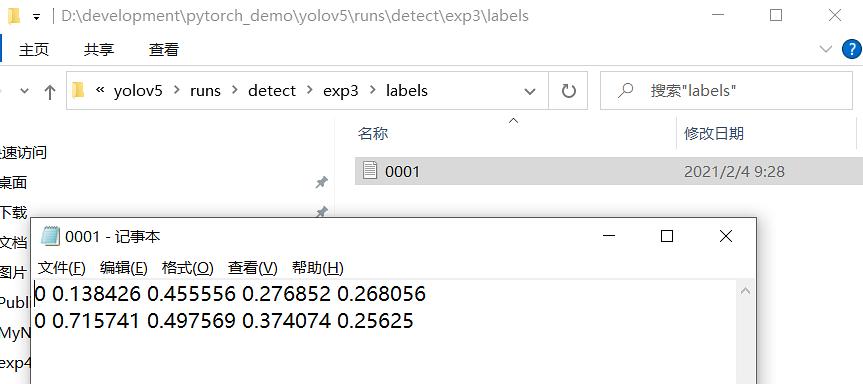 D:\development\pytorch_demo\yolov5\runs\detect\exp3\labels
主页 共享 查看
« yolov5 › runs › detect › exp3 › labels 搜索"labels"
名称 修改日期
速访问
0001 2021/2/4 9:28
桌面
下载
文档
图片
Publi
MyN
exp4
0001 - 记事本
文件(F) 编辑(E) 格式(O) 查看(V) 帮助(H)
0 0.138426 0.455556 0.276852 0.268056
0 0.715741 0.497569 0.374074 0.25625